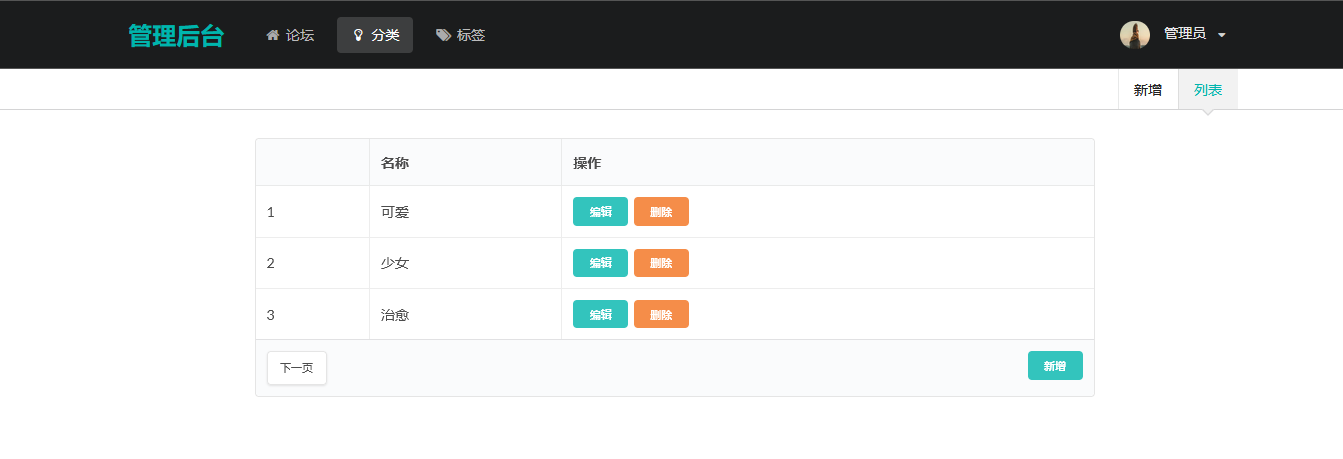 管理后台 论坛 分类 标签 管理员
新增 列表
名称 操作
1 可爱 编辑 删除
2 少女 编辑 删除
3 治愈 编辑 删除
下一页 新增